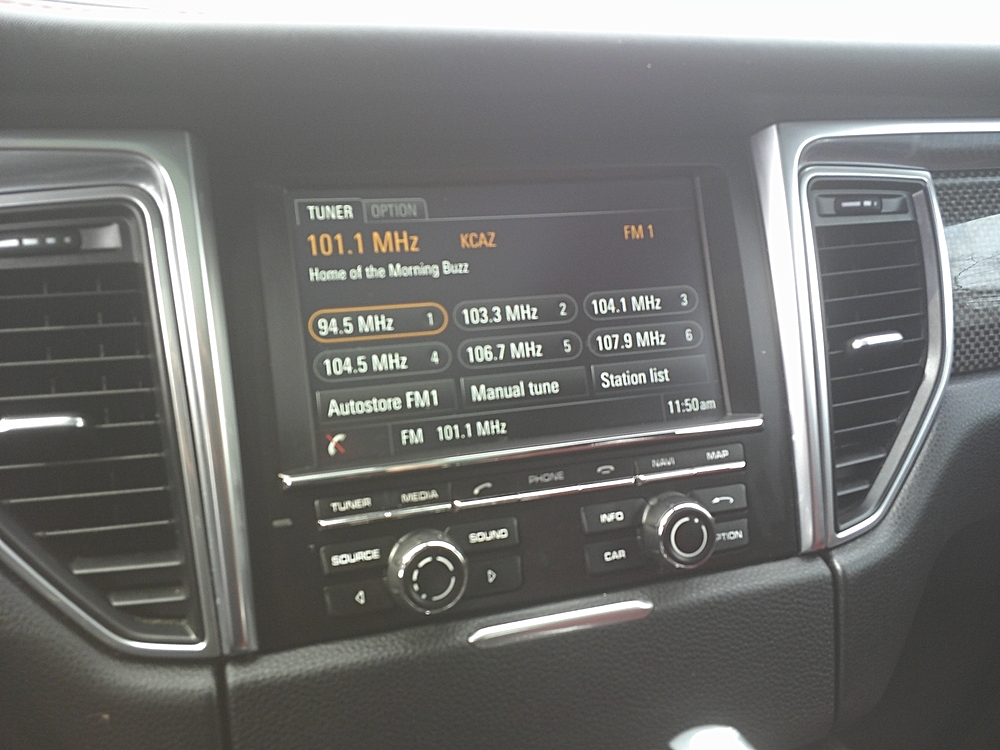 TUNER OPTION
101.1 MHz KCAZ FM 1
Home of the Morning Buzz
94.5 MHz 1 103.3 MHz 2 104.1 MHz 3
104.5 MHz 4 106.7 MHz 5 107.9 MHz 6
Autostore FM1 Manual tune Station list
11:50am
FM 101.1 MHz
TUNER MEDIA PHONE NAVI MAP
SOURCE SOUND INFO
CAR PTION